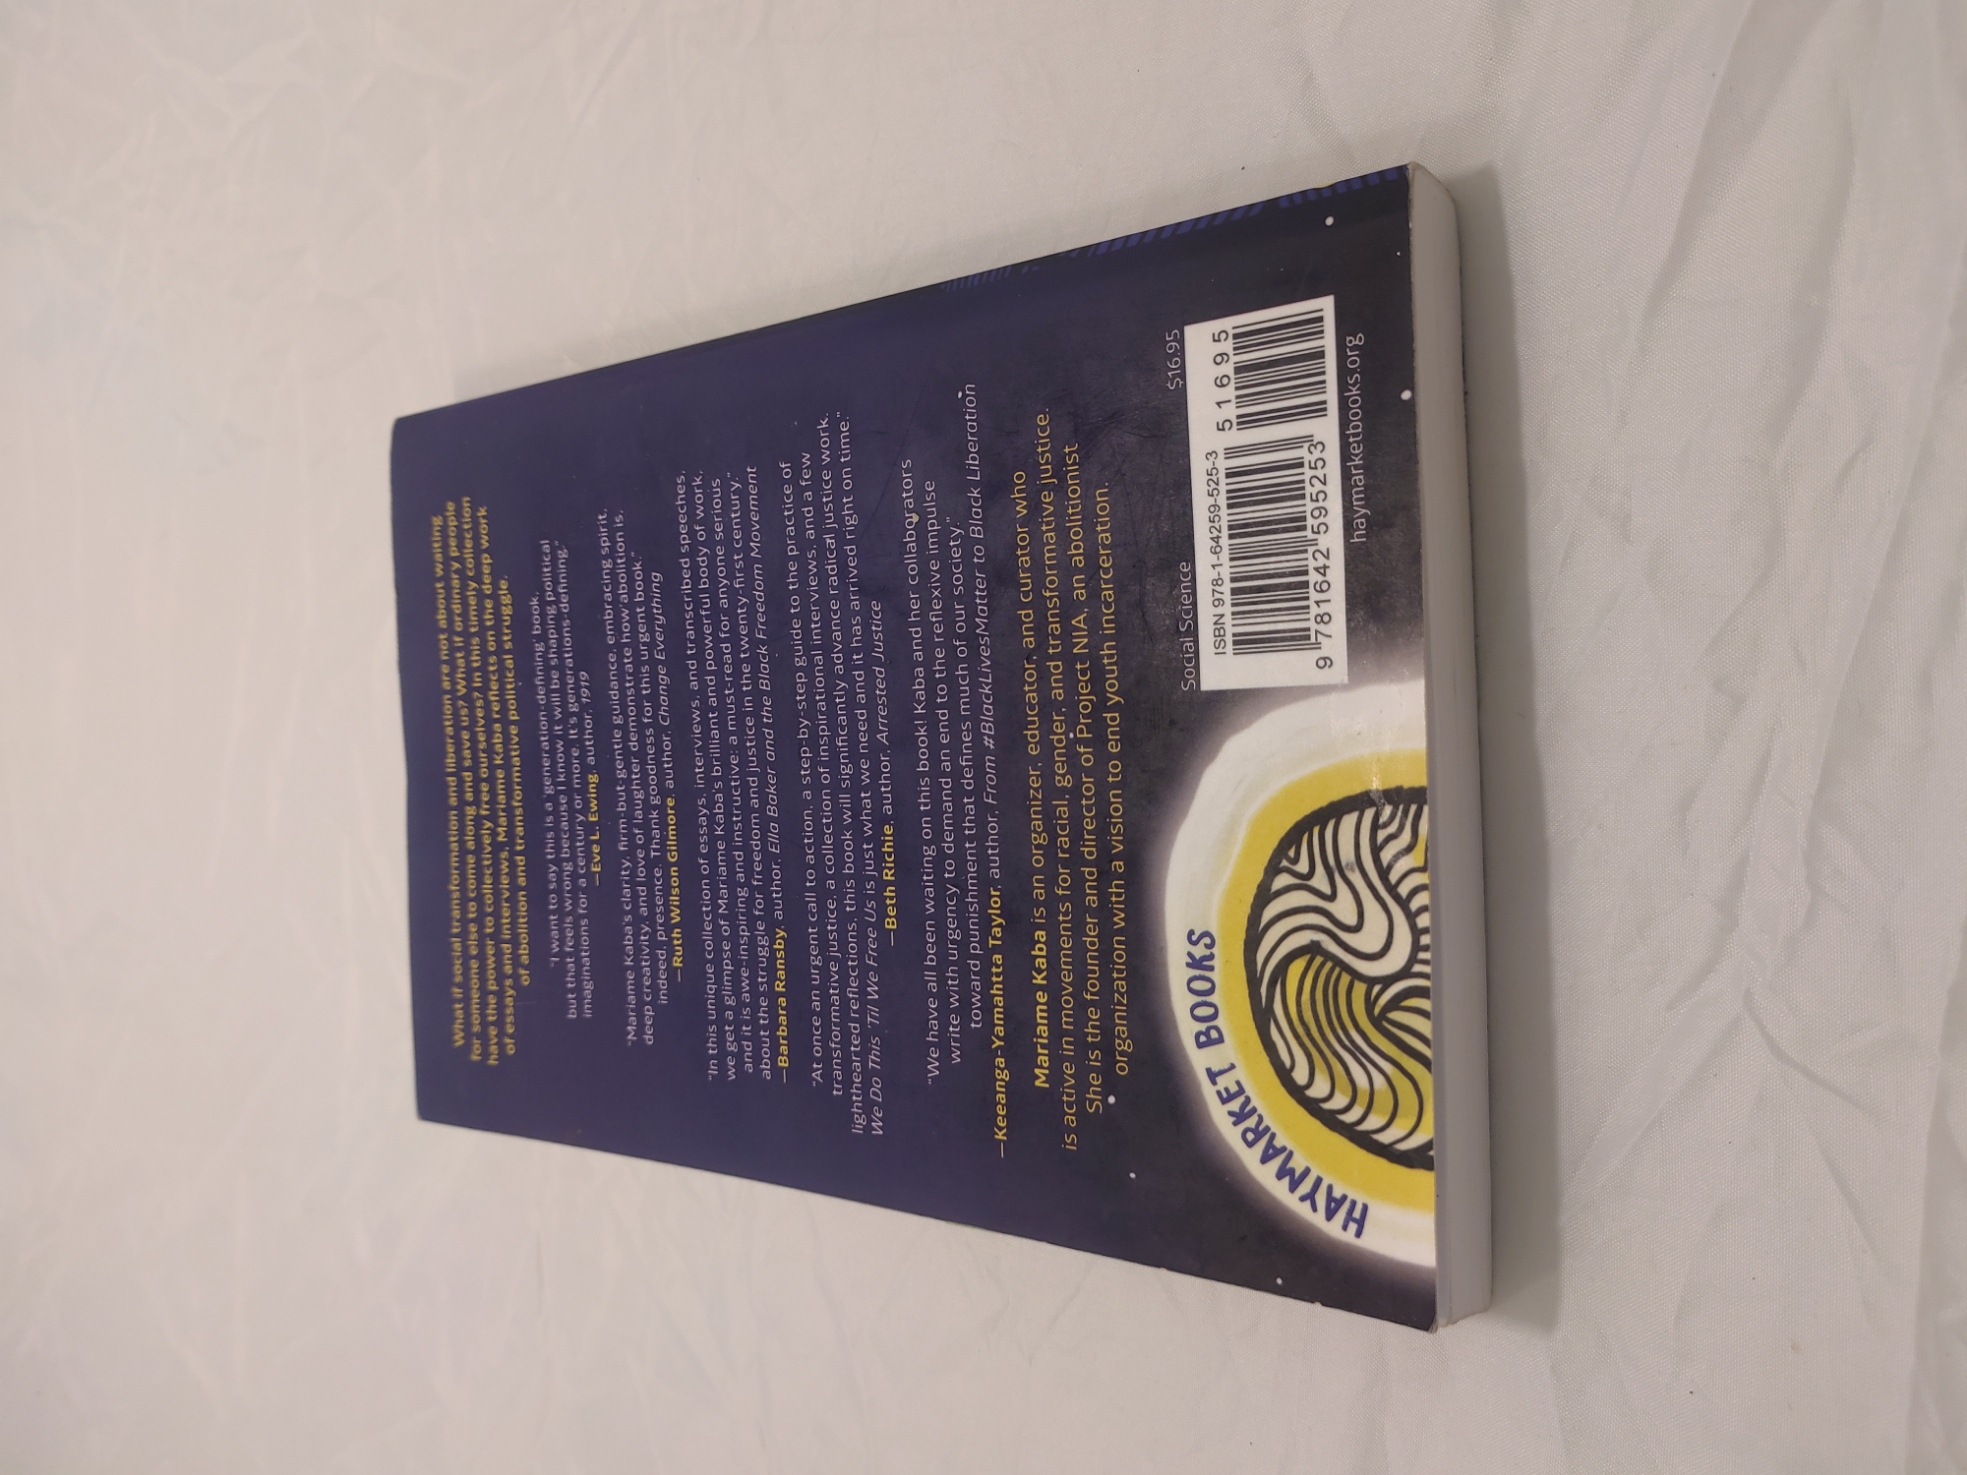 What if social transformation and liberation are not about waiting
for someone else to come along and save us? What if ordinary people
have the power to collectively free ourselves? In this timely collection
of essays and interviews, Mariame Kaba reflects on the deep work
of abolition and transformative political struggle.
"I want to say this is a 'generation-defining' book,
but that feels wrong because I know it will be shaping political
imaginations for a century or more. It's generations-defining."
—Eve L. Ewing, author, 1919
"Mariame Kaba's clarity, firm-but-gentle guidance, embracing spirit,
deep creativity, and love of laughter demonstrate how abolition is,
indeed, presence. Thank goodness for this urgent book."
—Ruth Wilson Gilmore, author, Change Everything
"In this unique collection of essays, interviews, and transcribed speeches,
we get a glimpse of Mariame Kaba's brilliant and powerful body of work,
and it is awe-inspiring and instructive: a must-read for anyone serious
about the struggle for freedom and justice in the twenty-first century."
—Barbara Ransby, author, Ella Baker and the Black Freedom Movement
"At once an urgent call to action, a step-by-step guide to the practice of
transformative justice, a collection of inspirational interviews, and a few
lighthearted reflections, this book will significantly advance radical justice work.
We Do This 'Til We Free Us is just what we need and it has arrived right on time."
—Beth Richie, author, Arrested Justice
"We have all been waiting on this book! Kaba and her collaborators
write with urgency to demand an end to the reflexive impulse
toward punishment that defines much of our society."
—Keeanga-Yamahtta Taylor, author, From #BlackLivesMatter to Black Liberation
Mariame Kaba is an organizer, educator, and curator who
is active in movements for racial, gender, and transformative justice.
She is the founder and director of Project NIA, an abolitionist
organization with a vision to end youth incarceration.
HAYMARKET BOOKS
Social Science $16.95
ISBN 978-1-64259-525-3
51695
9 781642 595253
haymarketbooks.org